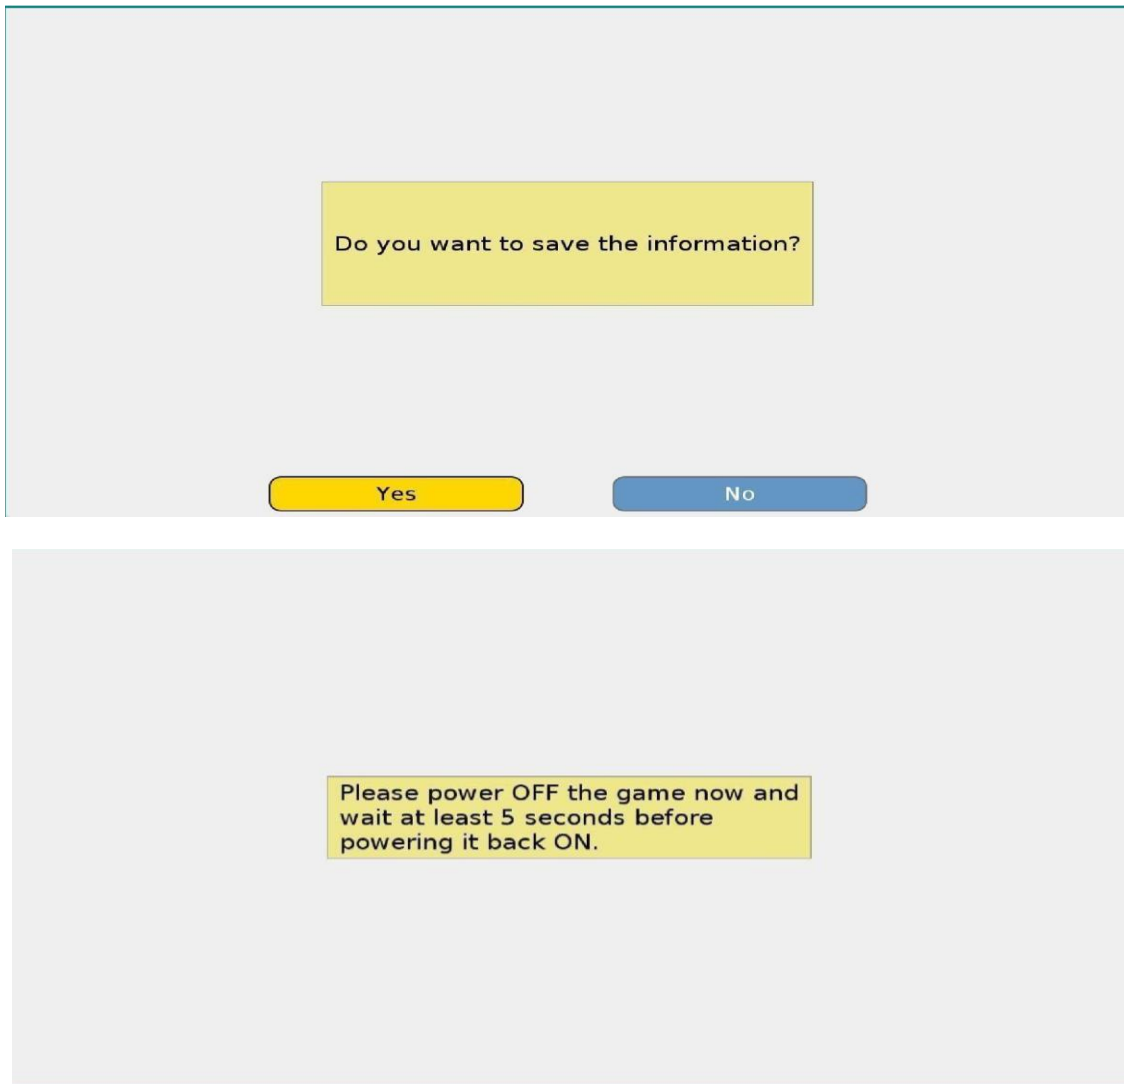 Do you want to save the information?
Yes
No
Please power OFF the game now and
wait at least 5 seconds before
powering it back ON.